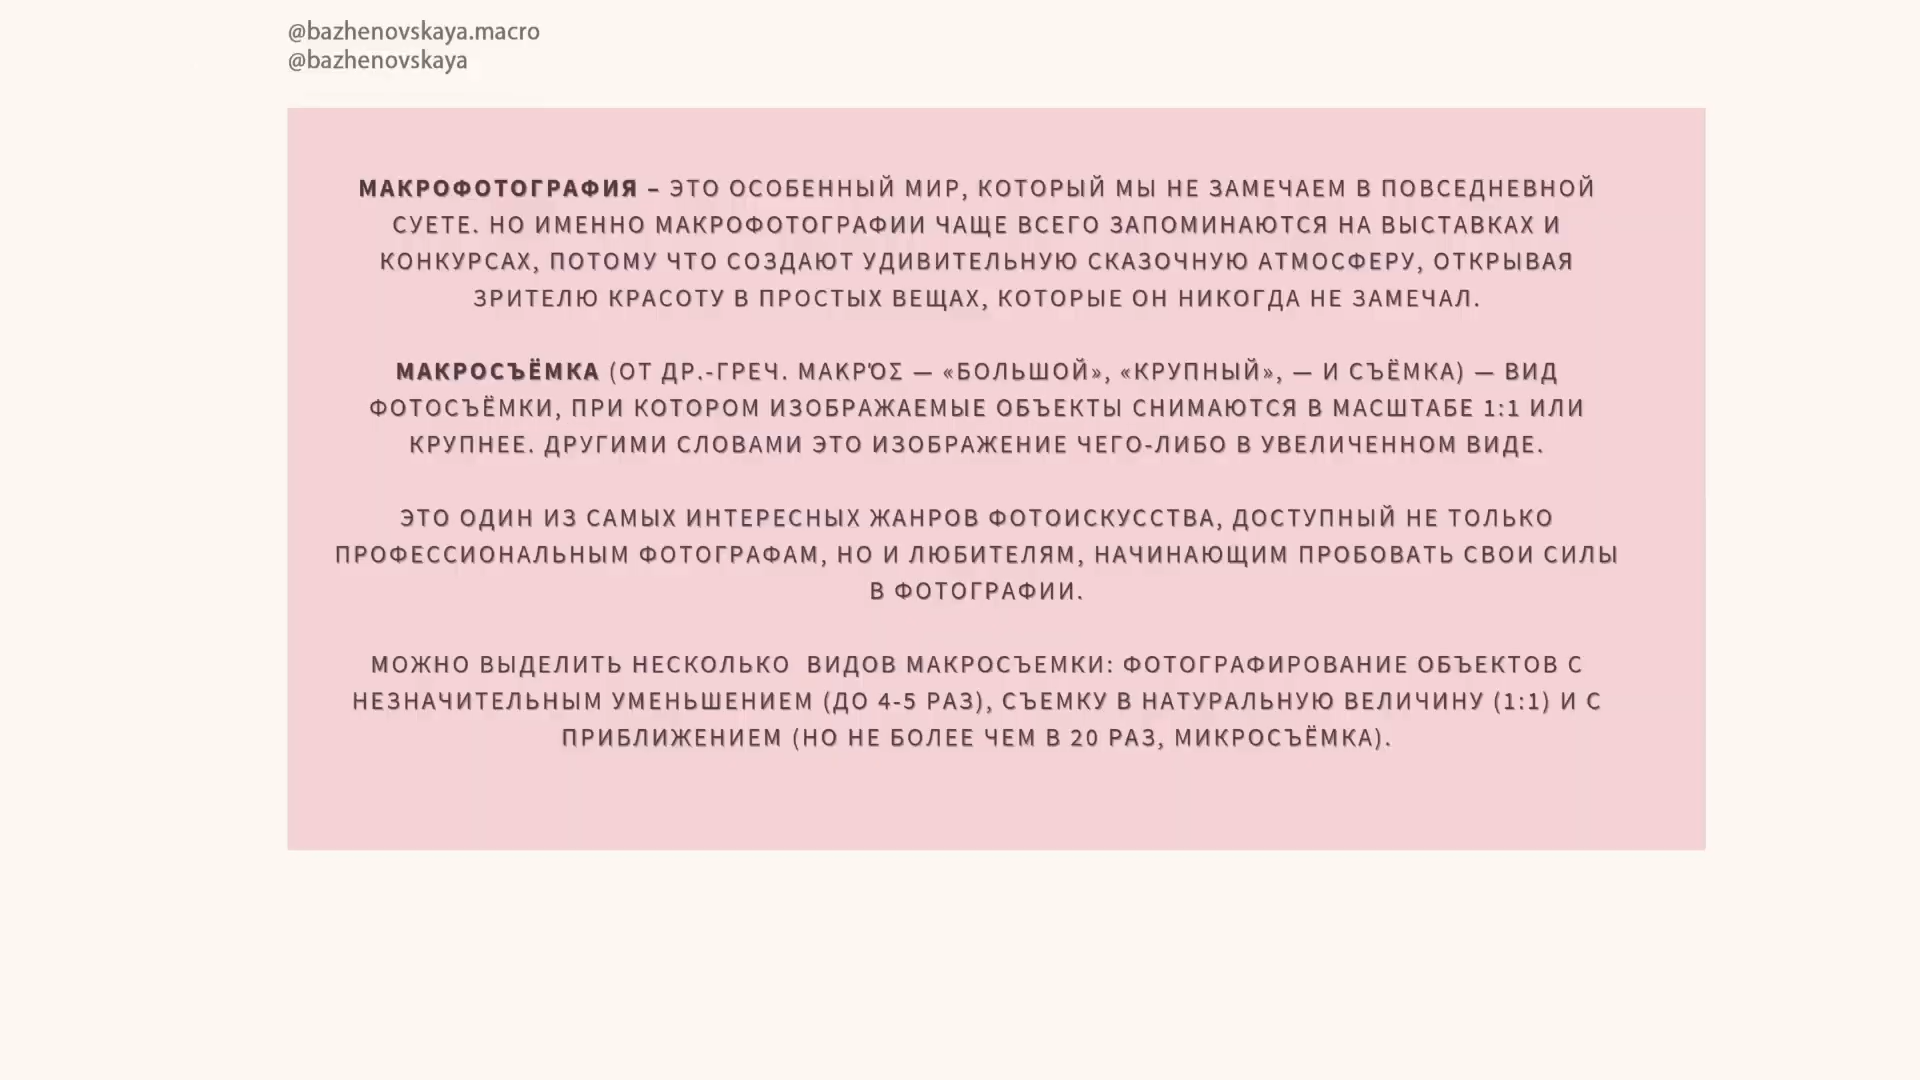 @bazhenovskaya.macro
@bazhenovskaya
МАКРОФОТОГРАФИЯ – ЭТО ОСОБЕННЫЙ МИР, КОТОРЫЙ МЫ НЕ ЗАМЕЧАЕМ В ПОВСЕДНЕВНОЙ
СУЕТЕ. НО ИМЕННО МАКРОФОТОГРАФИИ ЧАЩЕ ВСЕГО ЗАПОМИНАЮТСЯ НА ВЫСТАВКАХ И
КОНКУРСАХ, ПОТОМУ ЧТО СОЗДАЮТ УДИВИТЕЛЬНУЮ СКАЗОЧНУЮ АТМОСФЕРУ, ОТКРЫВАЯ
ЗРИТЕЛЮ КРАСОТУ В ПРОСТЫХ ВЕЩАХ, КОТОРЫЕ ОН НИКОГДА НЕ ЗАМЕЧАЛ.
МАКРОСЪЁМКА (ОТ ДР.-ГРЕЧ. ΜΑΚΡΌΣ — «БОЛЬШОЙ», «КРУПНЫЙ», — И СЪЁМКА) — ВИД
ФОТОСЪЁМКИ, ПРИ КОТОРОМ ИЗОБРАЖАЕМЫЕ ОБЪЕКТЫ СНИМАЮТСЯ В МАСШТАБЕ 1:1 ИЛИ
КРУПНЕЕ. ДРУГИМИ СЛОВАМИ ЭТО ИЗОБРАЖЕНИЕ ЧЕГО-ЛИБО В УВЕЛИЧЕННОМ ВИДЕ.
ЭТО ОДИН ИЗ САМЫХ ИНТЕРЕСНЫХ ЖАНРОВ ФОТОИСКУССТВА, ДОСТУПНЫЙ НЕ ТОЛЬКО
ПРОФЕССИОНАЛЬНЫМ ФОТОГРАФАМ, НО И ЛЮБИТЕЛЯМ, НАЧИНАЮЩИМ ПРОБОВАТЬ СВОИ СИЛЫ
В ФОТОГРАФИИ.
МОЖНО ВЫДЕЛИТЬ НЕСКОЛЬКО  ВИДОВ МАКРОСЪЕМКИ: ФОТОГРАФИРОВАНИЕ ОБЪЕКТОВ С
НЕЗНАЧИТЕЛЬНЫМ УМЕНЬШЕНИЕМ (ДО 4-5 РАЗ), СЪЕМКУ В НАТУРАЛЬНУЮ ВЕЛИЧИНУ (1:1) И С
ПРИБЛИЖЕНИЕМ (НО НЕ БОЛЕЕ ЧЕМ В 20 РАЗ, МИКРОСЪЁМКА).